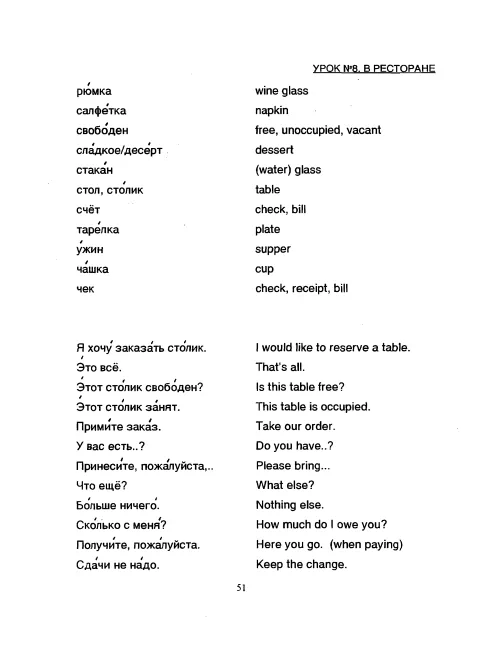 УРОК №8. В РЕСТОРАНЕ
рю́мка wine glass
салфе́тка napkin
свобо́ден free, unoccupied, vacant
сла́дкое/десе́рт dessert
стака́н (water) glass
стол, сто́лик table
счёт check, bill
таре́лка plate
у́жин supper
ча́шка cup
чек check, receipt, bill
Я хочу́ заказа́ть сто́лик. I would like to reserve a table.
Э́то всё. That's all.
Э́тот сто́лик свобо́ден? Is this table free?
Э́тот сто́лик за́нят. This table is occupied.
Прими́те зака́з. Take our order.
У вас есть..? Do you have..?
Принеси́те, пожа́луйста,.. Please bring...
Что ещё? What else?
Бо́льше ничего́. Nothing else.
Ско́лько с меня́? How much do I owe you?
Получи́те, пожа́луйста. Here you go. (when paying)
Сда́чи не на́до. Keep the change.
51